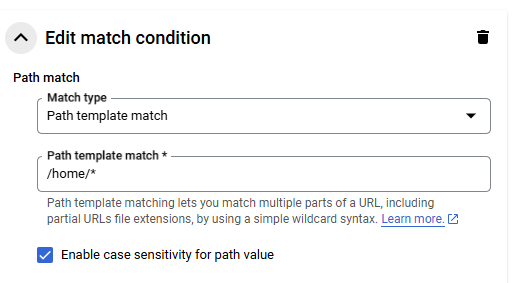 Edit match condition
Path match
Match type
Path template match
Path template match *
/home/*
Path template matching lets you match multiple parts of a URL, including
partial URLs file extensions, by using a simple wildcard syntax. Learn more.
Enable case sensitivity for path value